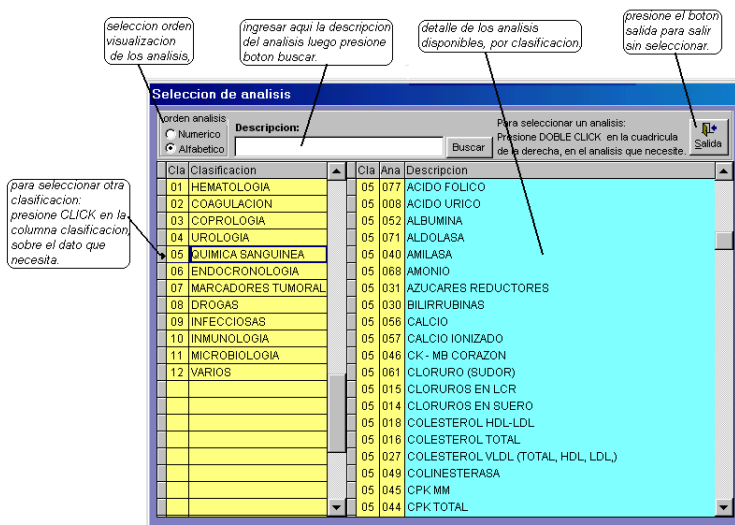 seleccion orden
visualizacion
de los analisis,
ingresar aqui la descripcion
del analisis luego presione
boton buscar.
detalle de los analisis
disponibles, por clasificacion.
presione el boton
salida para salir
sin seleccionar.
Seleccion de analisis
orden analisis
Numerico
Alfabetico
Descripcion:
Buscar
Para seleccionar un analisis:
Presione DOBLE CLICK en la cuadricula
de la derecha, en el analisis que necesite.
Salida
para seleccionar otra
clasificacion:
presione CLICK en la
columna clasificacion,
sobre el dato que
necesita.
Cla Clasificacion
01 HEMATOLOGIA
02 COAGULACION
03 COPROLOGIA
04 UROLOGIA
05 QUIMICA SANGUINEA
06 ENDOCRONOLOGIA
07 MARCADORES TUMORAL
08 DROGAS
09 INFECCIOSAS
10 INMUNOLOGIA
11 MICROBIOLOGIA
12 VARIOS
Cla Ana Descripcion
05 077 ACIDO FOLICO
05 008 ACIDO URICO
05 052 ALBUMINA
05 071 ALDOLASA
05 040 AMILASA
05 068 AMONIO
05 031 AZUCARES REDUCTORES
05 030 BILIRRUBINAS
05 056 CALCIO
05 057 CALCIO IONIZADO
05 046 CK - MB CORAZON
05 061 CLORURO (SUDOR)
05 015 CLORUROS EN LCR
05 014 CLORUROS EN SUERO
05 018 COLESTEROL HDL-LDL
05 016 COLESTEROL TOTAL
05 027 COLESTEROL VLDL (TOTAL, HDL, LDL,)
05 049 COLINESTERASA
05 045 CPK MM
05 044 CPK TOTAL